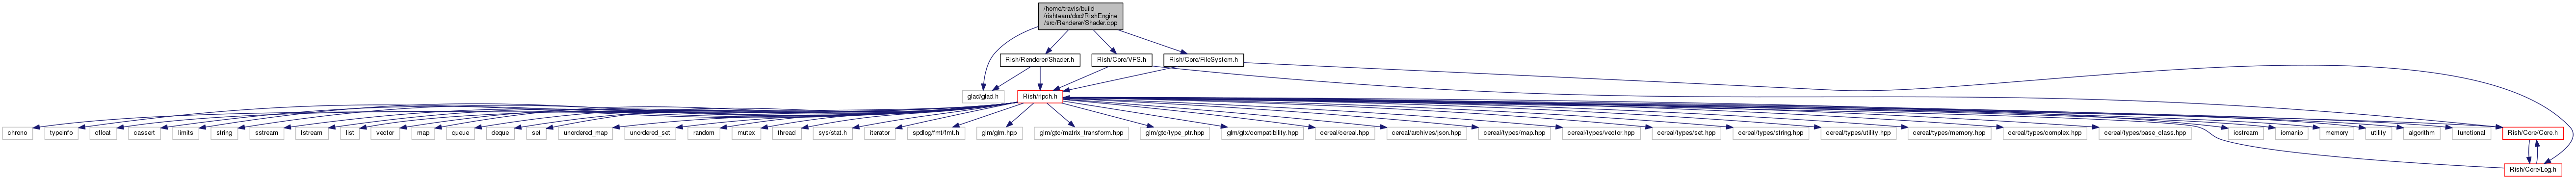 /home/travis/build
/rishteam/dod/RishEngine
/src/Renderer/Shader.cpp
Rish/Renderer/Shader.h
Rish/Core/VFS.h
Rish/Core/FileSystem.h
glad/glad.h
Rish/rlpch.h
chrono
typeinfo
cfloat
cassert
limits
string
sstream
fstream
list
vector
map
queue
deque
set
unordered_map
unordered_set
random
mutex
thread
sys/stat.h
iterator
spdlog/fmt/fmt.h
glm/glm.hpp
glm/gtc/matrix_transform.hpp
glm/gtc/type_ptr.hpp
glm/gtx/compatibility.hpp
cereal/cereal.hpp
cereal/archives/json.hpp
cereal/types/map.hpp
cereal/types/vector.hpp
cereal/types/set.hpp
cereal/types/string.hpp
cereal/types/utility.hpp
cereal/types/memory.hpp
cereal/types/complex.hpp
cereal/types/base_class.hpp
iostream
iomanip
memory
utility
algorithm
functional
Rish/Core/Core.h
Rish/Core/Log.h